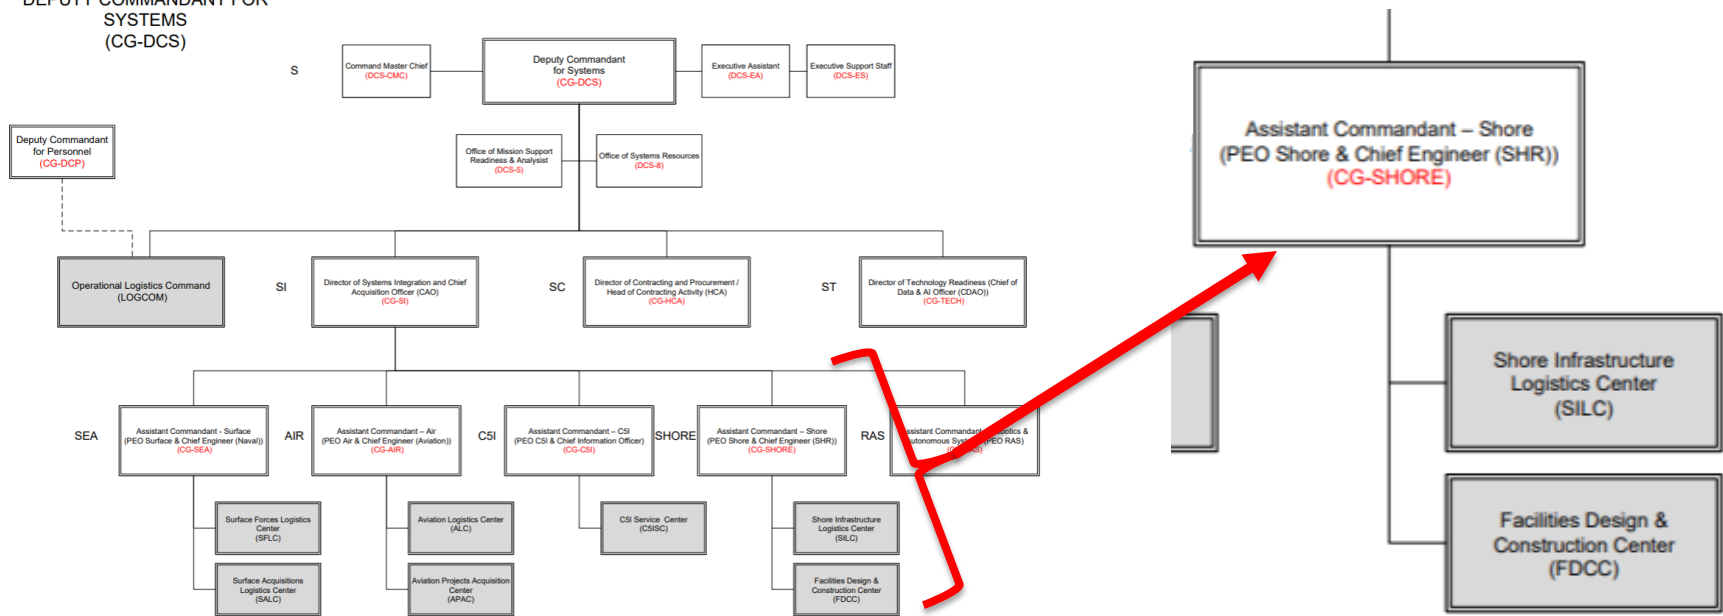 DEPUTY COMMANDANT FOR
SYSTEMS
(CG-DCS)
S
Command Master Chief
(DCS-CMC)
Deputy Commandant
for Systems
(CG-DCS)
Executive Assistant
(DCS-EA)
Executive Support Staff
(DCS-ES)
Deputy Commandant
for Personnel
(CG-DCP)
Office of Mission Support
Readiness & Analysist
(DCS-5)
Office of Systems Resources
(DCS-8)
Operational Logistics Command
(LOGCOM)
SI
Director of Systems Integration and Chief
Acquisition Officer (CAO)
(CG-SI)
SC
Director of Contracting and Procurement /
Head of Contracting Activity (HCA)
(CG-HCA)
ST
Director of Technology Readiness (Chief of
Data & AI Officer (CDAO))
(CG-TECH)
SEA
Assistant Commandant - Surface
(PEO Surface & Chief Engineer (Naval))
(CG-SEA)
AIR
Assistant Commandant – Air
(PEO Air & Chief Engineer (Aviation))
(CG-AIR)
C5I
Assistant Commandant – C5I
(PEO C5I & Chief Information Officer)
(CG-C5I)
SHORE
Assistant Commandant – Shore
(PEO Shore & Chief Engineer (SHR))
(CG-SHORE)
RAS
Assistant Commandant &
Systems (PEO RAS)
Surface Forces Logistics
Center
(SFLC)
Surface Acquisitions
Logistics Center
(SALC)
Aviation Logistics Center
(ALC)
Aviation Projects Acquisition
Center
(APAC)
C5I Service Center
(C5ISC)
Shore Infrastructure
Logistics Center
(SILC)
Facilities Design &
Construction Center
(FDCC)
Assistant Commandant – Shore
(PEO Shore & Chief Engineer (SHR))
(CG-SHORE)
Shore Infrastructure
Logistics Center
(SILC)
Facilities Design &
Construction Center
(FDCC)